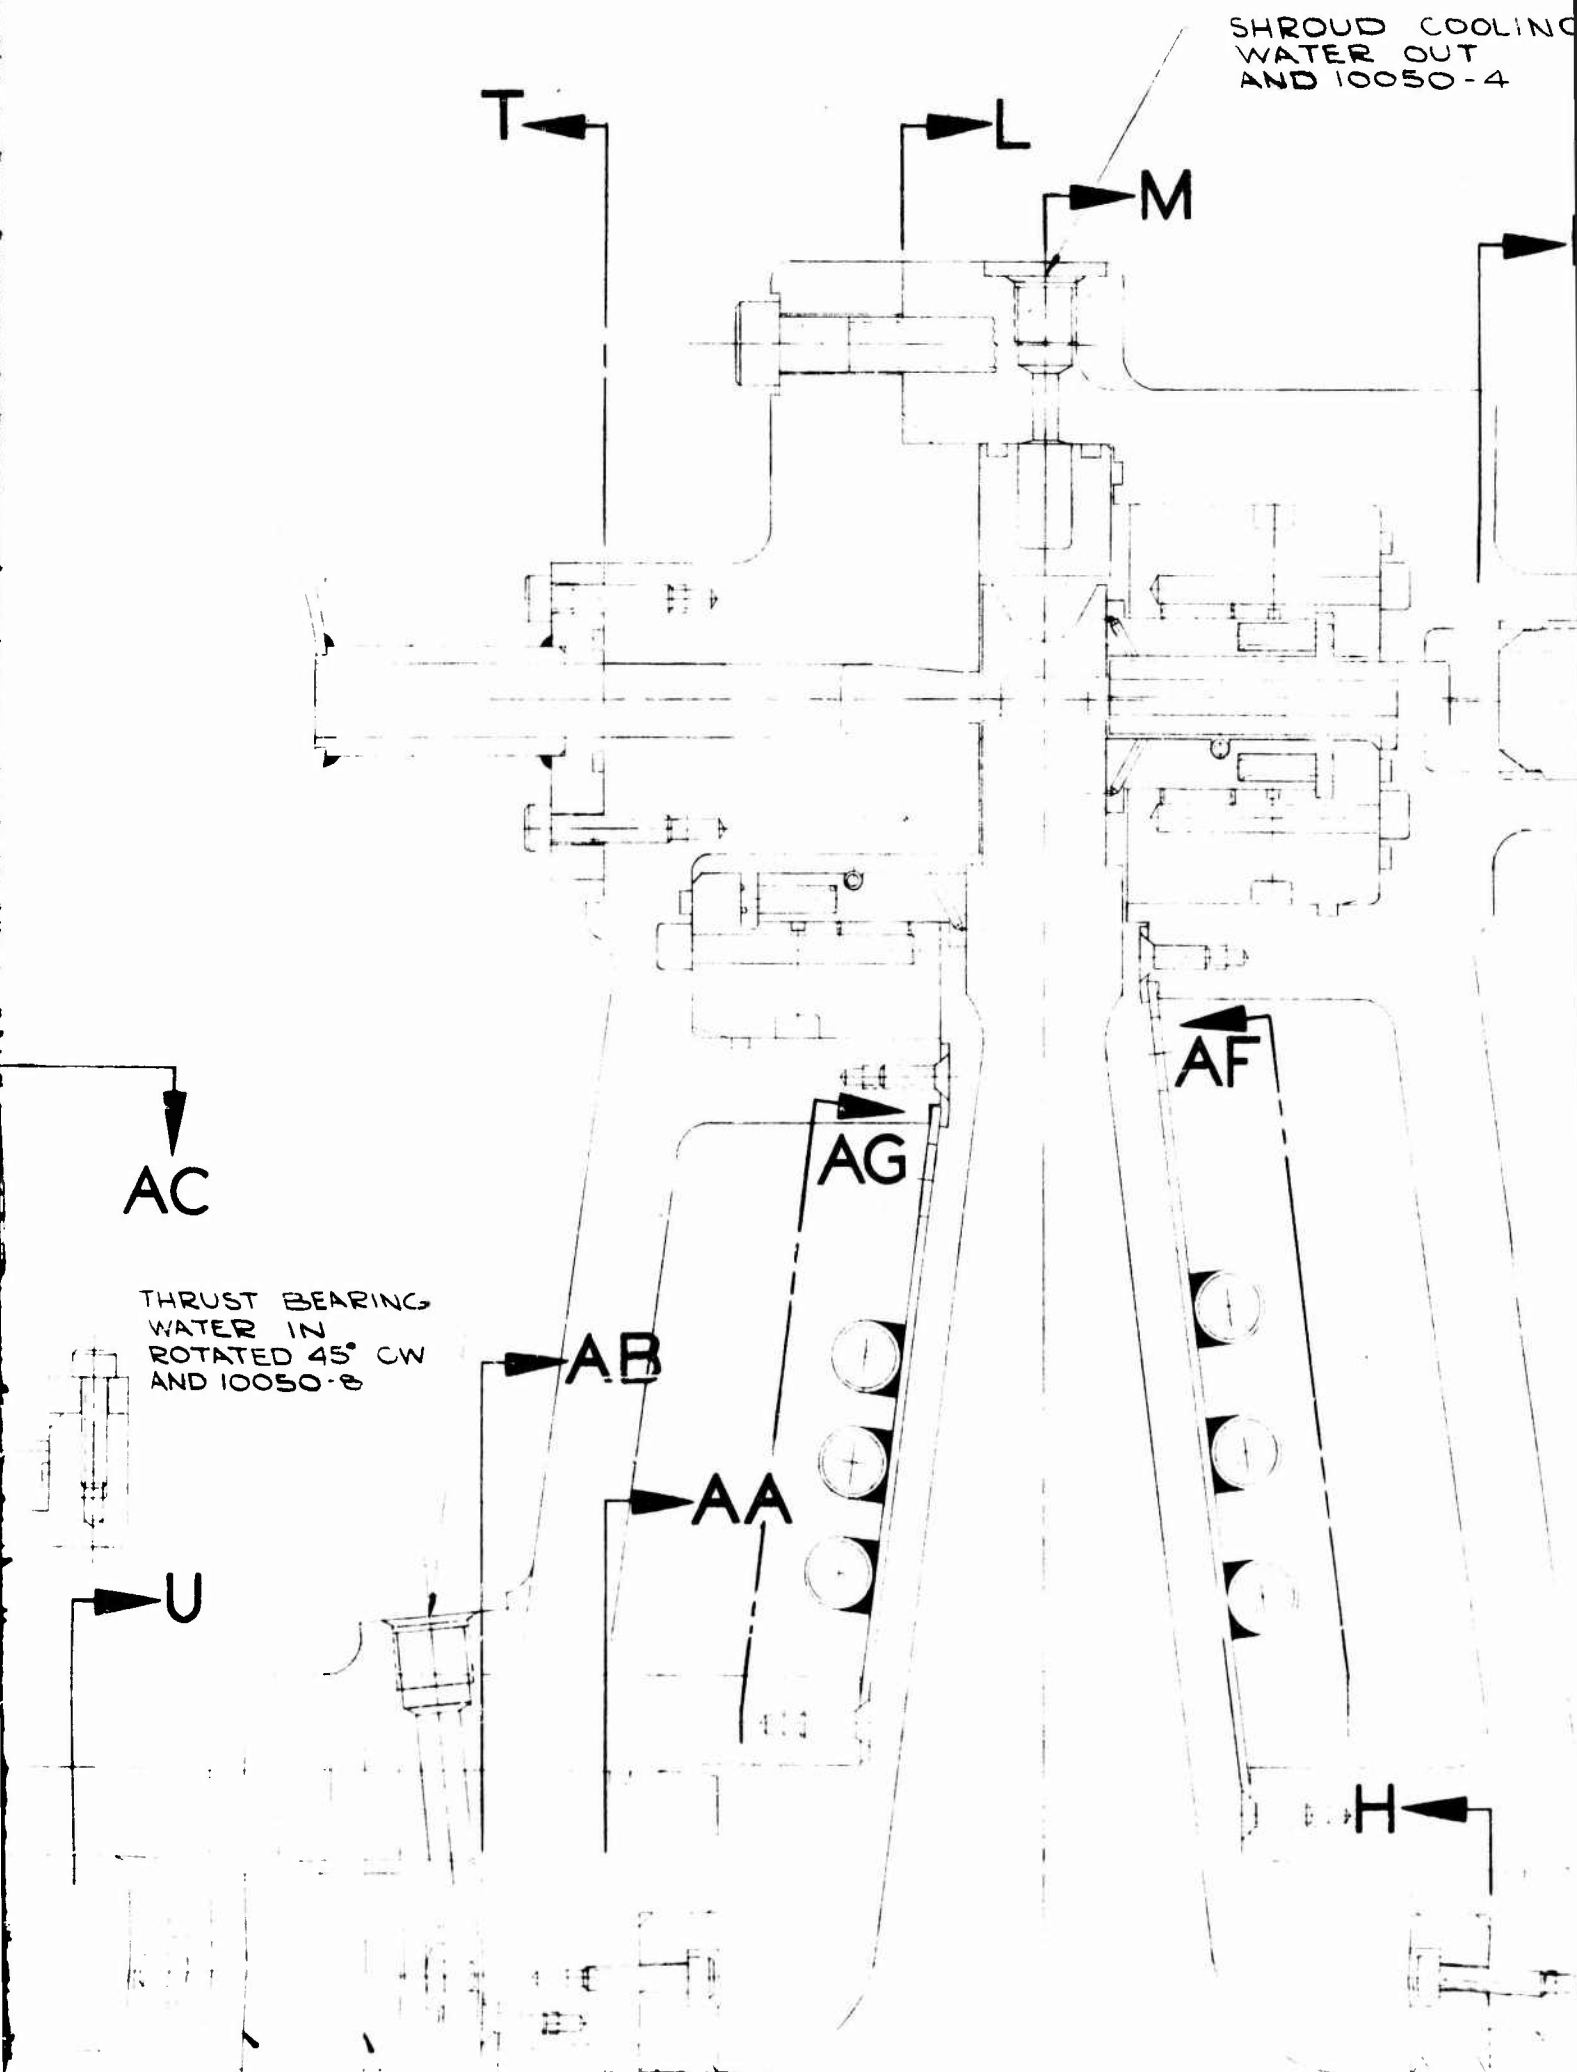 SHROUD COOLING
WATER OUT
AND 10050-4
T
L
M
AF
AG
AC
THRUST BEARING
WATER IN
ROTATED 45° CW
AND 10050-8
AB
AA
U
H